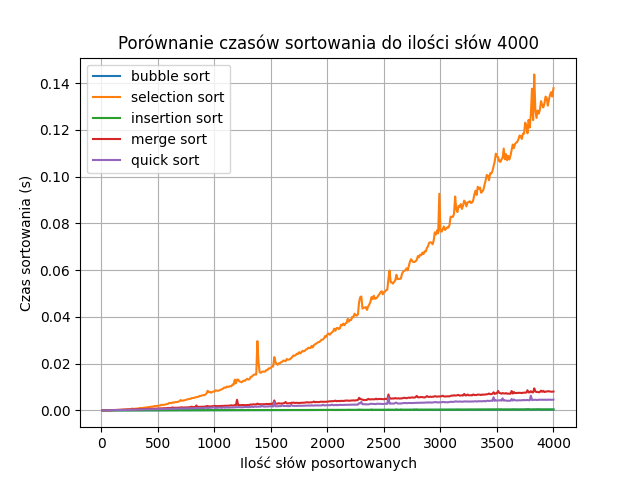 Porównanie czasów sortowania do ilości słów 4000
bubble sort
selection sort
insertion sort
merge sort
quick sort
Czas sortowania (s)
0.14
0.12
0.10
0.08
0.06
0.04
0.02
0.00
0 500 1000 1500 2000 2500 3000 3500 4000
Ilość słów posortowanych